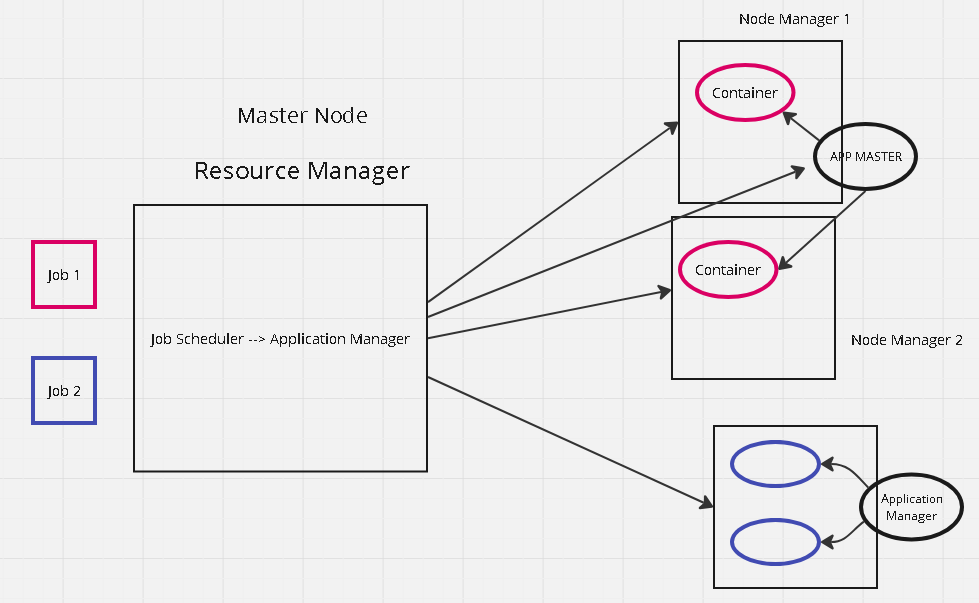 Node Manager 1
Container
Master Node
APP MASTER
Resource Manager
Job 1
Container
Job Scheduler --> Application Manager
Node Manager 2
Job 2
Application
Manager